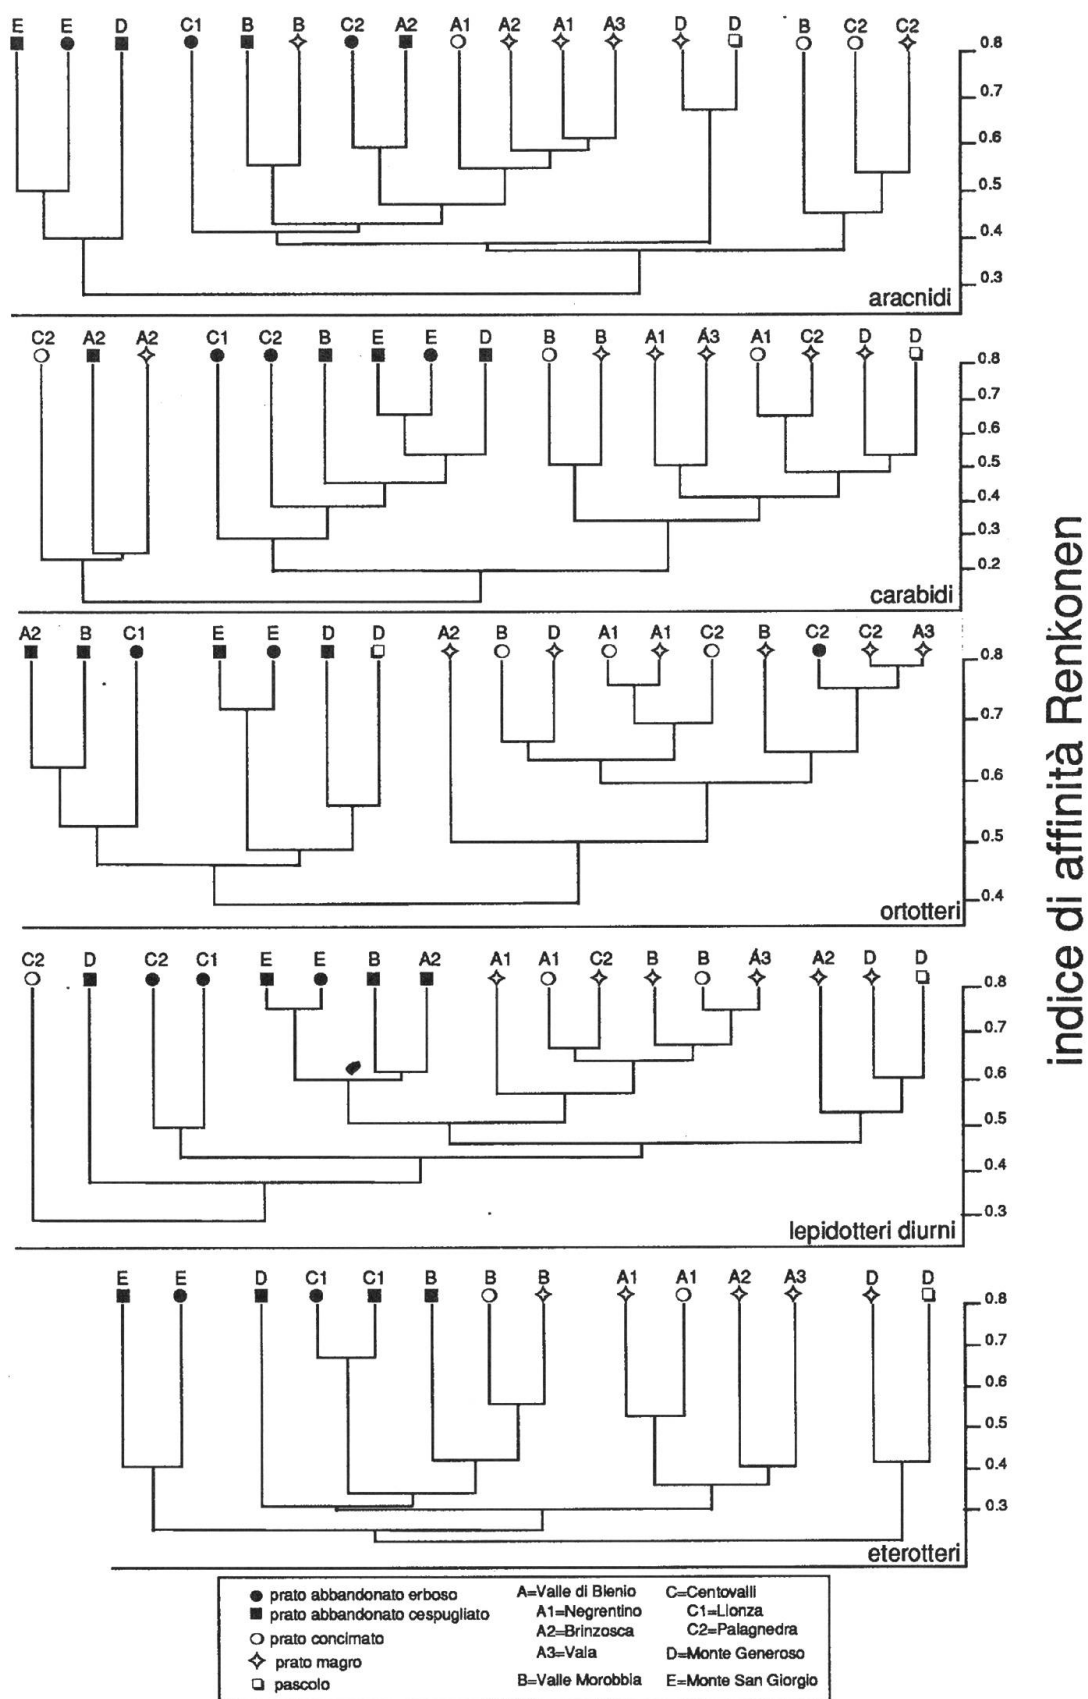 E E D C1 B B C2 A2 A1 A2 A1 A3 D D B C2 C2
0.8
0.7
0.6
0.5
0.4
0.3
aracnidi
C2 A2 A2 C1 C2 B E E D B B A1 A3 A1 C2 D D
0.8
0.7
0.6
0.5
0.4
0.3
0.2
carabidi
A2 B C1 E E D D A2 B D A1 A1 C2 B C2 C2 A3
0.8
0.7
0.6
0.5
0.4
ortotteri
C2 D C2 C1 E E B A2 A1 A1 C2 B B A3 A2 D D
0.8
0.7
0.6
0.5
0.4
0.3
lepidotteri diurni
E E D C1 C1 B B B A1 A1 A2 A3 D D
0.8
0.7
0.6
0.5
0.4
0.3
eterotteri
indice di affinità Renkonen
prato abbandonato erboso
prato abbandonato cespugliato
prato concimato
prato magro
pascolo
A=Valle di Blenio
A1=Negrentino
A2=Brinzosca
A3=Vala
B=Valle Morobbia
C=Centovalli
C1=Lionza
C2=Palagnedra
D=Monte Generoso
E=Monte San Giorgio